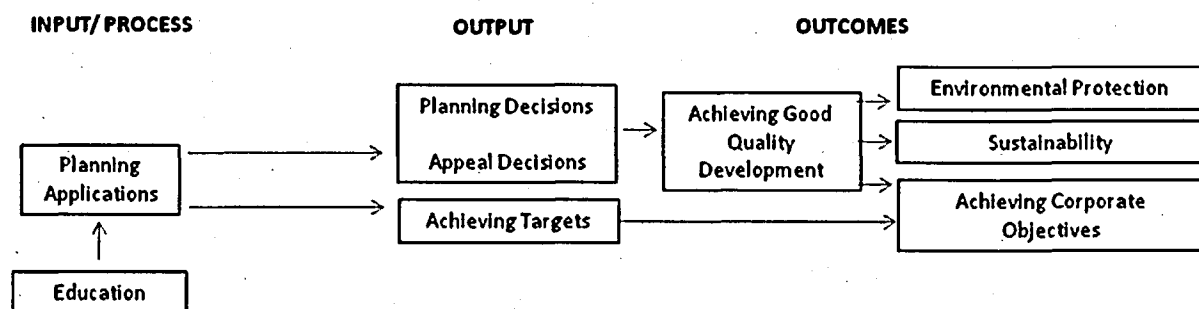 INPUT/ PROCESS
OUTPUT
OUTCOMES
Planning
Applications
Education
Planning Decisions
Appeal Decisions
Achieving Targets
Achieving Good
Quality
Development
Environmental Protection
Sustainability
Achieving Corporate
Objectives